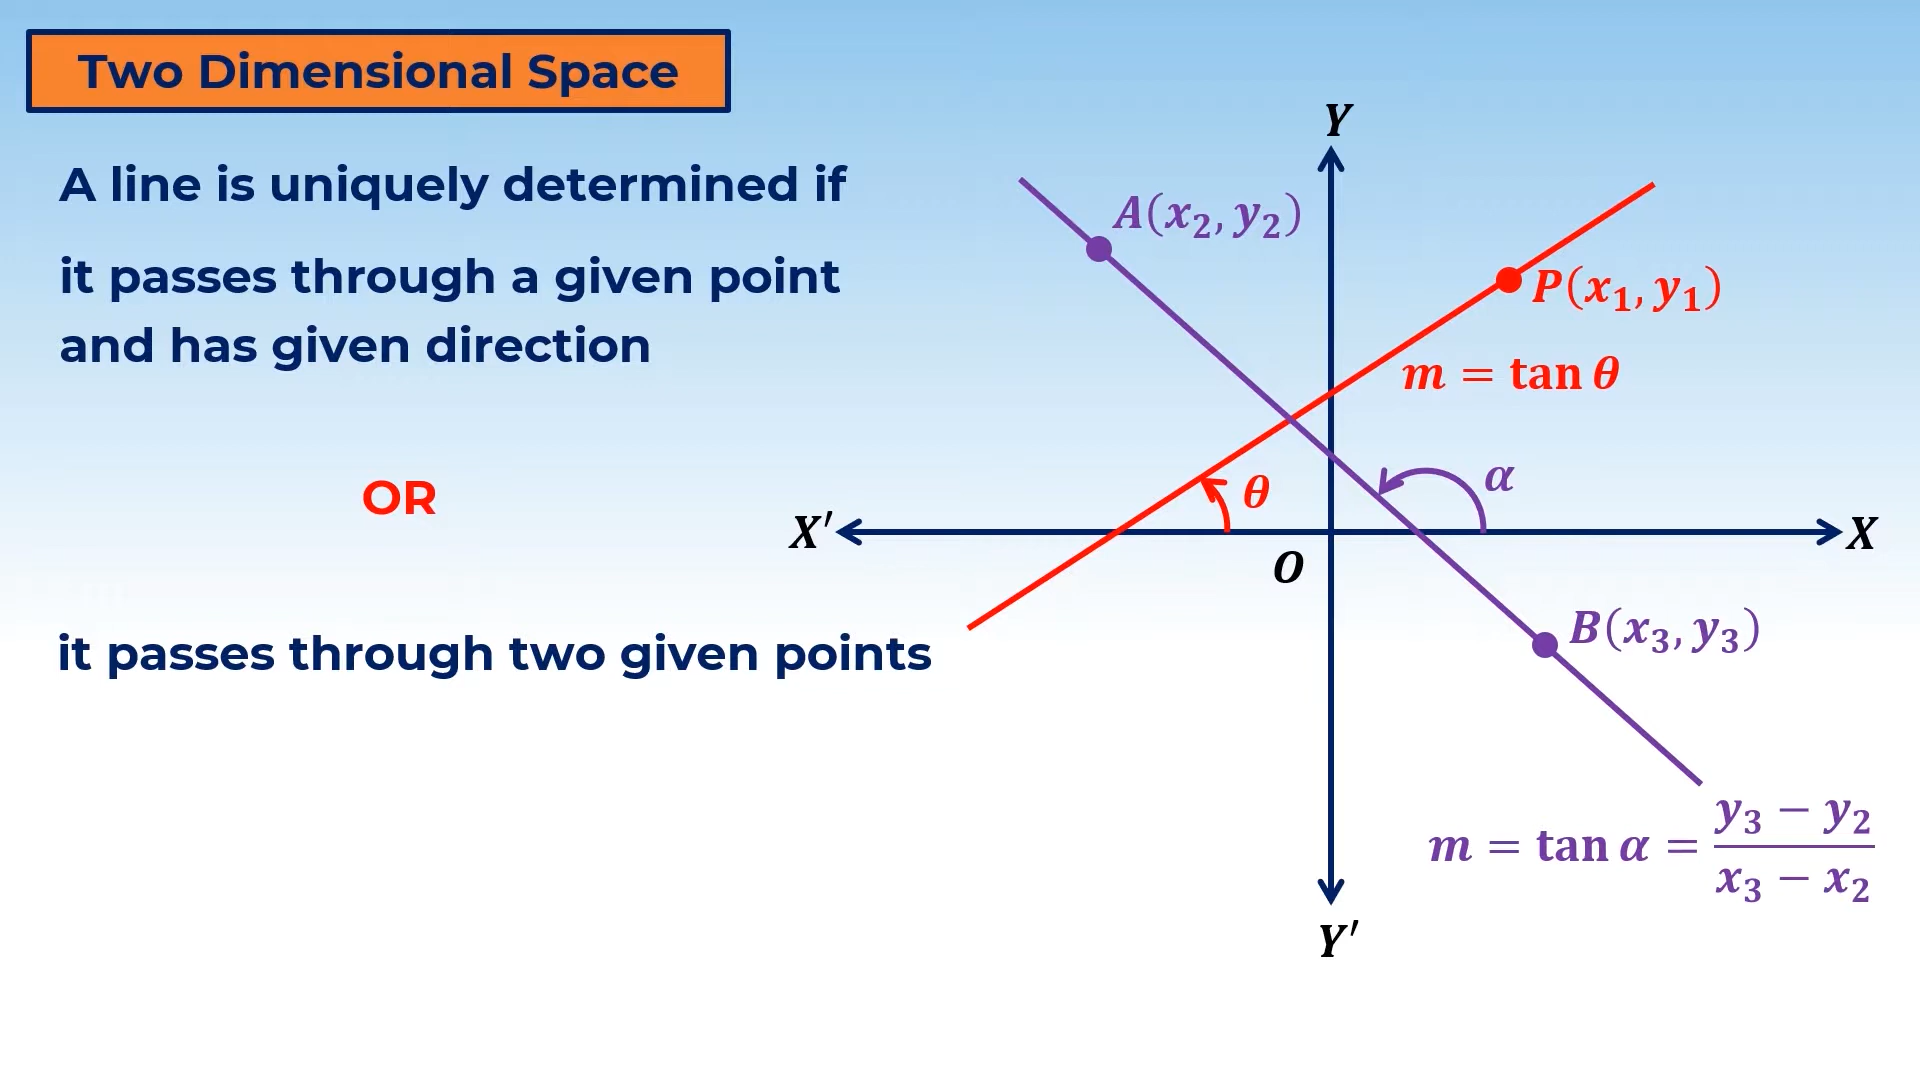 Two Dimensional Space
A line is uniquely determined if
it passes through a given point
and has given direction
OR
it passes through two given points
Y
A(x₂, y₂)
P(x₁, y₁)
m = tan θ
θ
α
X′
X
O
B(x₃, y₃)
m = tan α = (y₃ − y₂)/(x₃ − x₂)
Y′